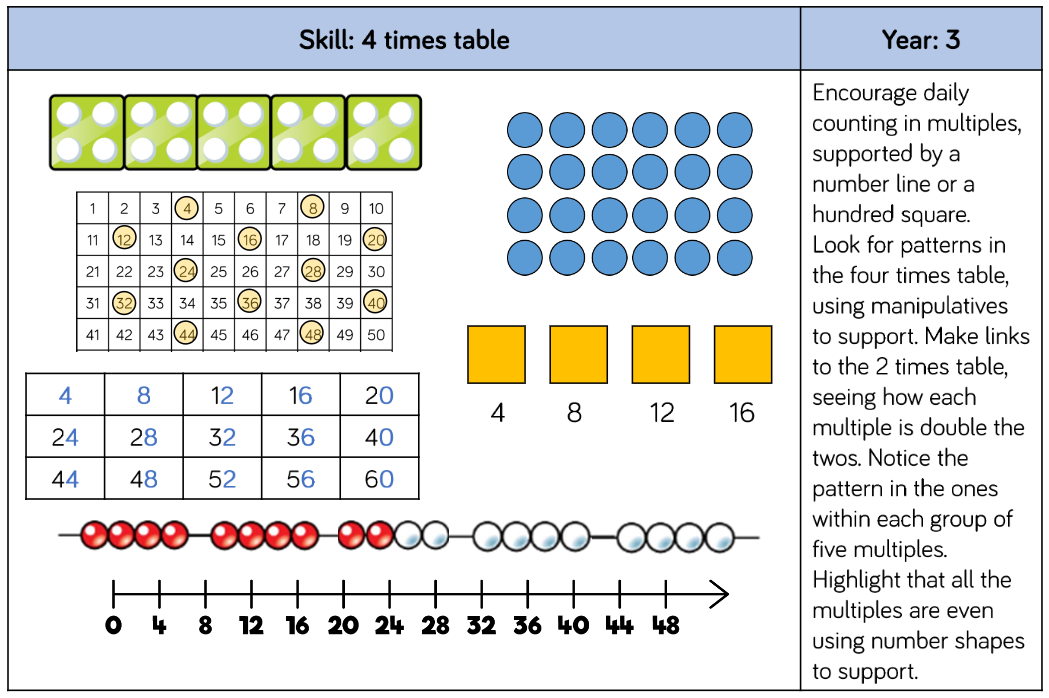 Skill: 4 times table
Year: 3
1 2 3 4 5 6 7 8 9 10
11 12 13 14 15 16 17 18 19 20
21 22 23 24 25 26 27 28 29 30
31 32 33 34 35 36 37 38 39 40
41 42 43 44 45 46 47 48 49 50
4 8 12 16 20
24 28 32 36 40
44 48 52 56 60
4 8 12 16
0 4 8 12 16 20 24 28 32 36 40 44 48
Encourage daily
counting in multiples,
supported by a
number line or a
hundred square.
Look for patterns in
the four times table,
using manipulatives
to support. Make links
to the 2 times table,
seeing how each
multiple is double the
twos. Notice the
pattern in the ones
within each group of
five multiples.
Highlight that all the
multiples are even
using number shapes
to support.